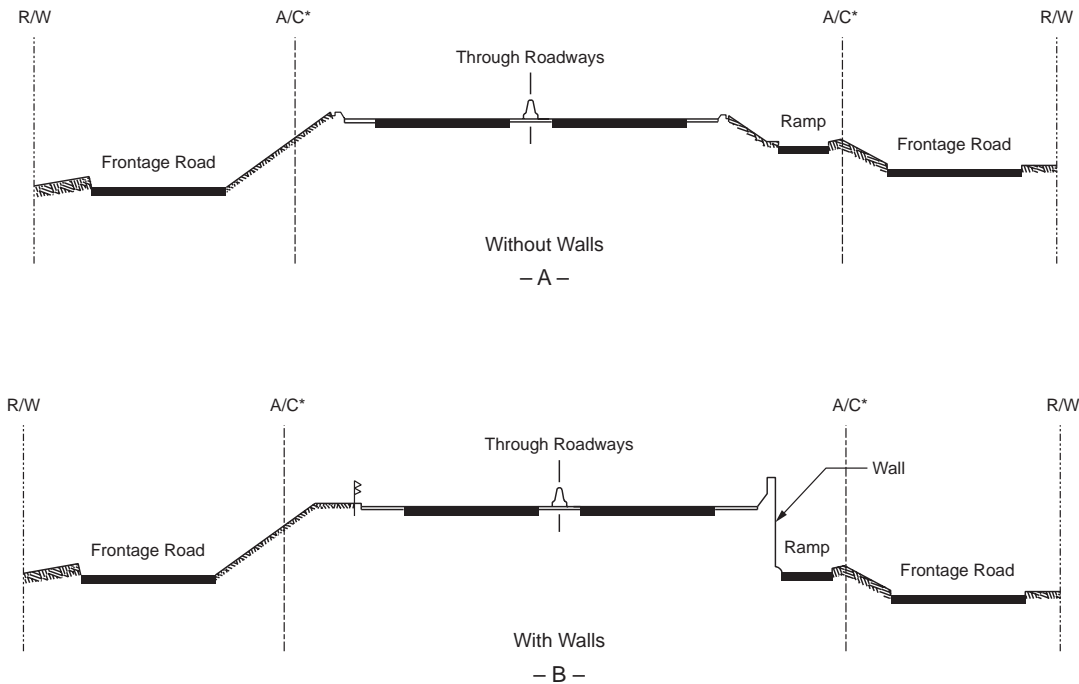 R/W
A/C*
A/C*
R/W
Through Roadways
Ramp
Frontage Road
Frontage Road
Without Walls
– A –
R/W
A/C*
A/C*
R/W
Through Roadways
Wall
Frontage Road
Ramp
Frontage Road
With Walls
– B –